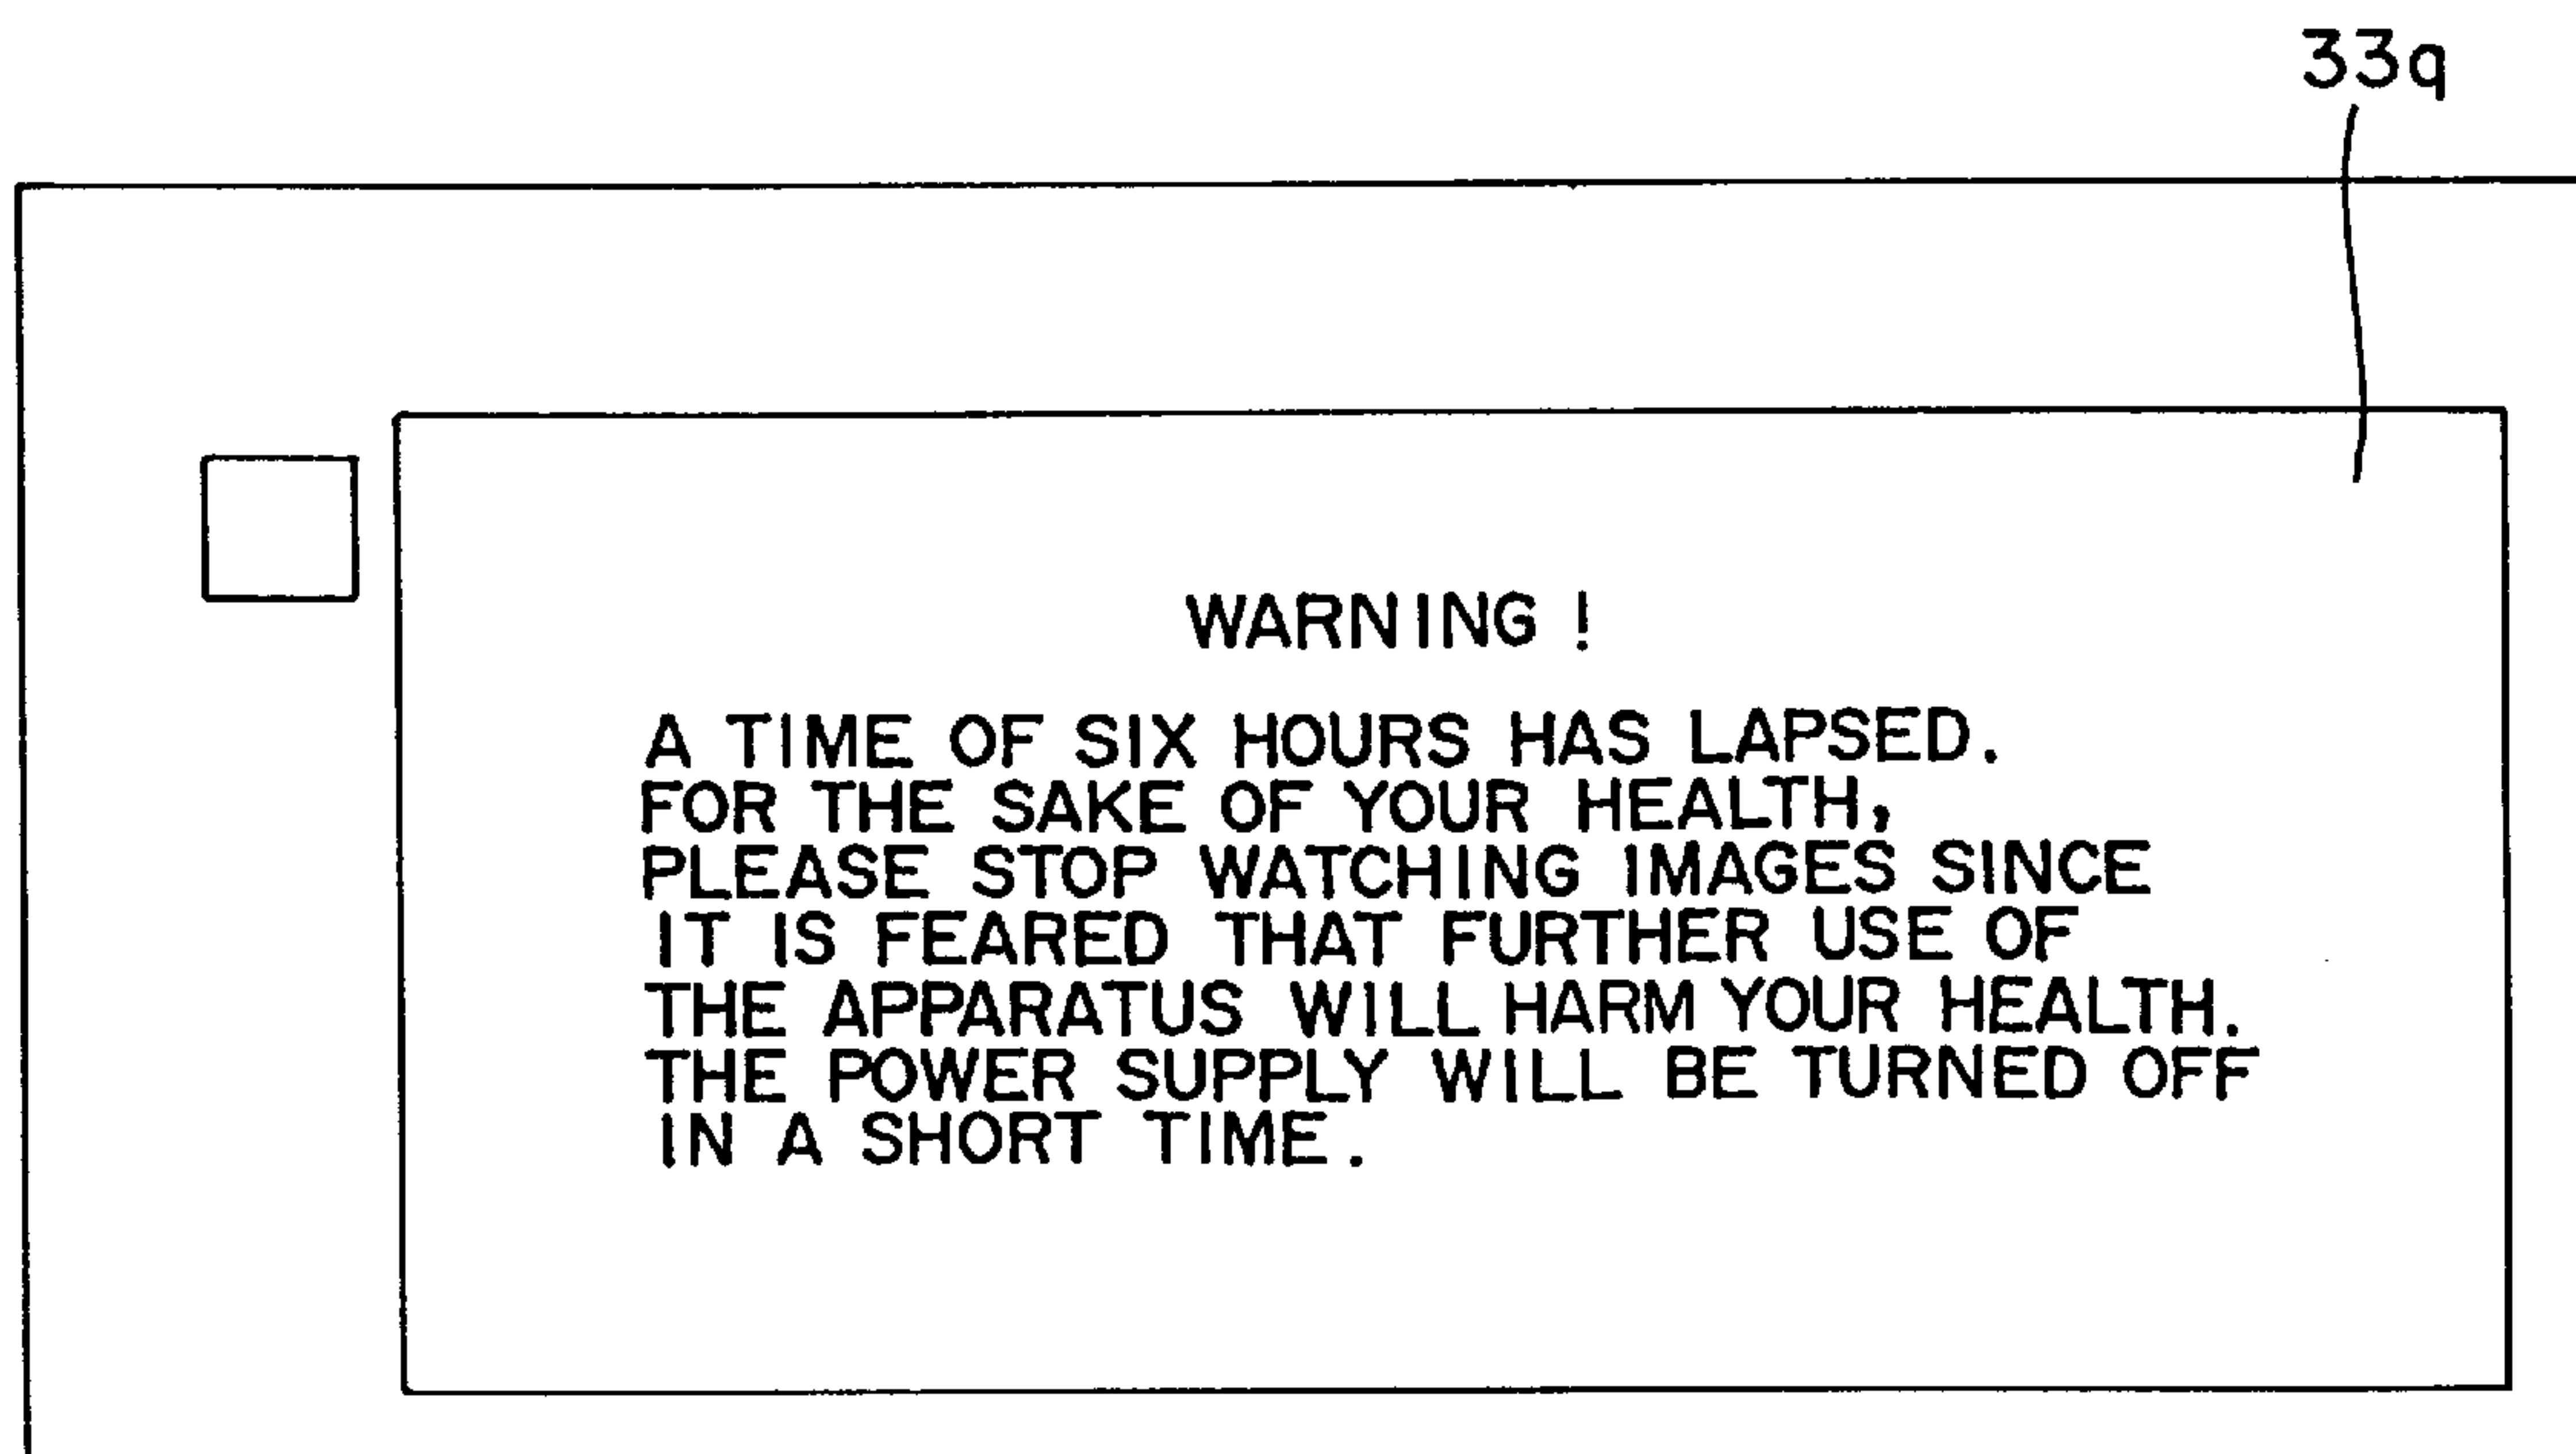 33q
WARNING !
A TIME OF SIX HOURS HAS LAPSED.
FOR THE SAKE OF YOUR HEALTH,
PLEASE STOP WATCHING IMAGES SINCE
IT IS FEARED THAT FURTHER USE OF
THE APPARATUS WILL HARM YOUR HEALTH.
THE POWER SUPPLY WILL BE TURNED OFF
IN A SHORT TIME.